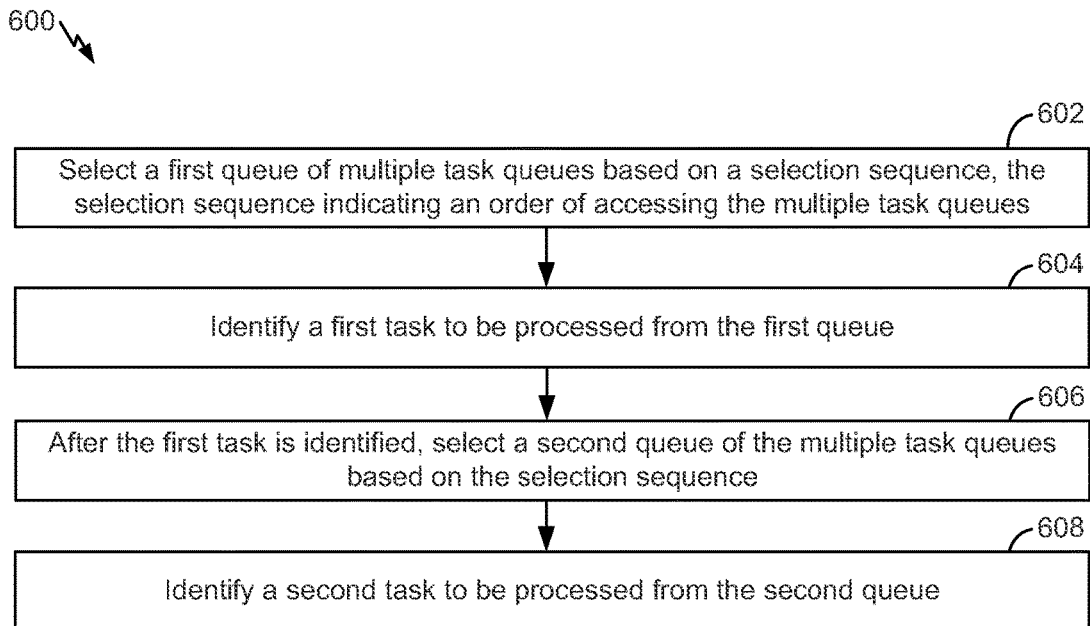 600
602
Select a first queue of multiple task queues based on a selection sequence, the
selection sequence indicating an order of accessing the multiple task queues
604
Identify a first task to be processed from the first queue
606
After the first task is identified, select a second queue of the multiple task queues
based on the selection sequence
608
Identify a second task to be processed from the second queue